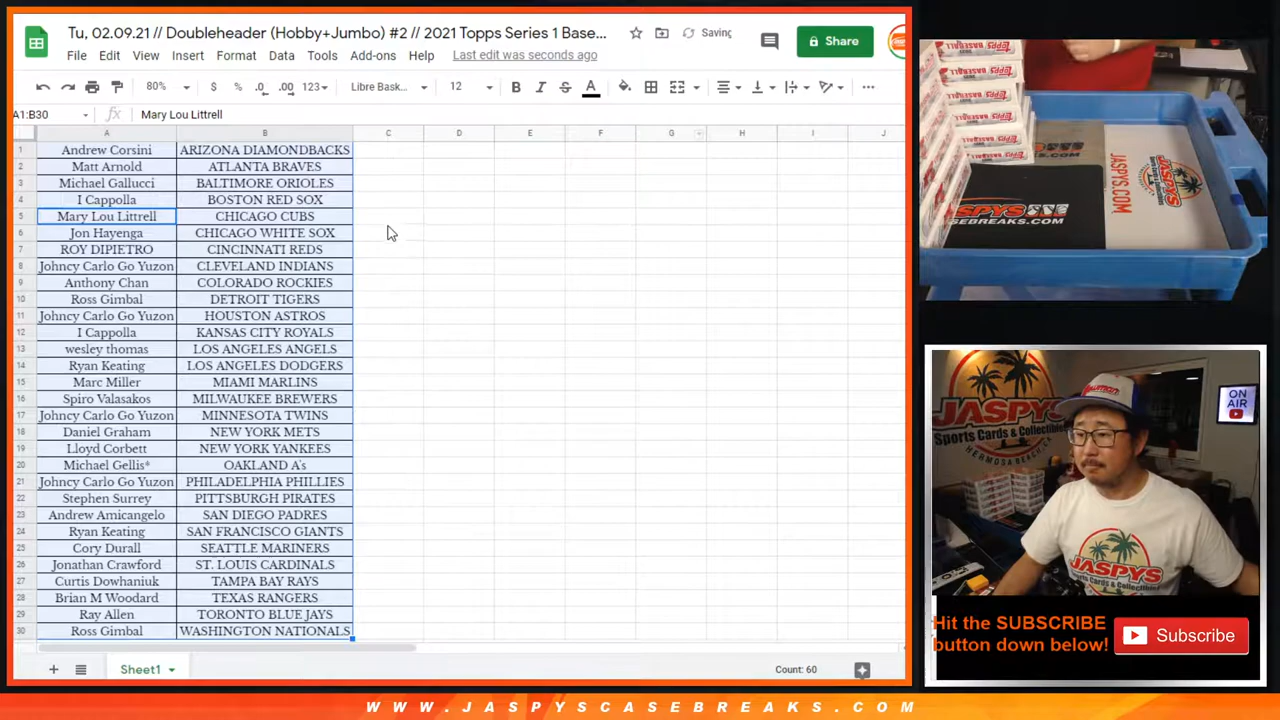 Tu, 02.09.21 // Doubleheader (Hobby+Jumbo) #2 // 2021 Topps Series 1 Base...
Saving
Share
File Edit View Insert Format Data Tools Add-ons Help Last edit was seconds ago
80% $ % .0 .00 123 Libre Bask... 12 B I S A
A1:B30 fx Mary Lou Littrell
A B C D E F G H I J
1 Andrew Corsini ARIZONA DIAMONDBACKS
2 Matt Arnold ATLANTA BRAVES
3 Michael Gallucci BALTIMORE ORIOLES
4 I Cappolla BOSTON RED SOX
5 Mary Lou Littrell CHICAGO CUBS
6 Jon Hayenga CHICAGO WHITE SOX
7 ROY DIPIETRO CINCINNATI REDS
8 Johncy Carlo Go Yuzon CLEVELAND INDIANS
9 Anthony Chan COLORADO ROCKIES
10 Ross Gimbal DETROIT TIGERS
11 Johncy Carlo Go Yuzon HOUSTON ASTROS
12 I Cappolla KANSAS CITY ROYALS
13 wesley thomas LOS ANGELES ANGELS
14 Ryan Keating LOS ANGELES DODGERS
15 Marc Miller MIAMI MARLINS
16 Spiro Valasakos MILWAUKEE BREWERS
17 Johncy Carlo Go Yuzon MINNESOTA TWINS
18 Daniel Graham NEW YORK METS
19 Lloyd Corbett NEW YORK YANKEES
20 Michael Gellis* OAKLAND A's
21 Johncy Carlo Go Yuzon PHILADELPHIA PHILLIES
22 Stephen Surrey PITTSBURGH PIRATES
23 Andrew Amicangelo SAN DIEGO PADRES
24 Ryan Keating SAN FRANCISCO GIANTS
25 Cory Durall SEATTLE MARINERS
26 Jonathan Crawford ST. LOUIS CARDINALS
27 Curtis Dowhaniuk TAMPA BAY RAYS
28 Brian M Woodard TEXAS RANGERS
29 Ray Allen TORONTO BLUE JAYS
30 Ross Gimbal WASHINGTON NATIONALS
Sheet1 Count: 60
JASPYS.COM
JASPYS
Sports Cards & Collectibles
HERMOSA BEACH, CA
ON AIR
JASPYS
Hit the SUBSCRIBE
button down below!
Subscribe
WWW.JASPYSCASEBREAKS.COM